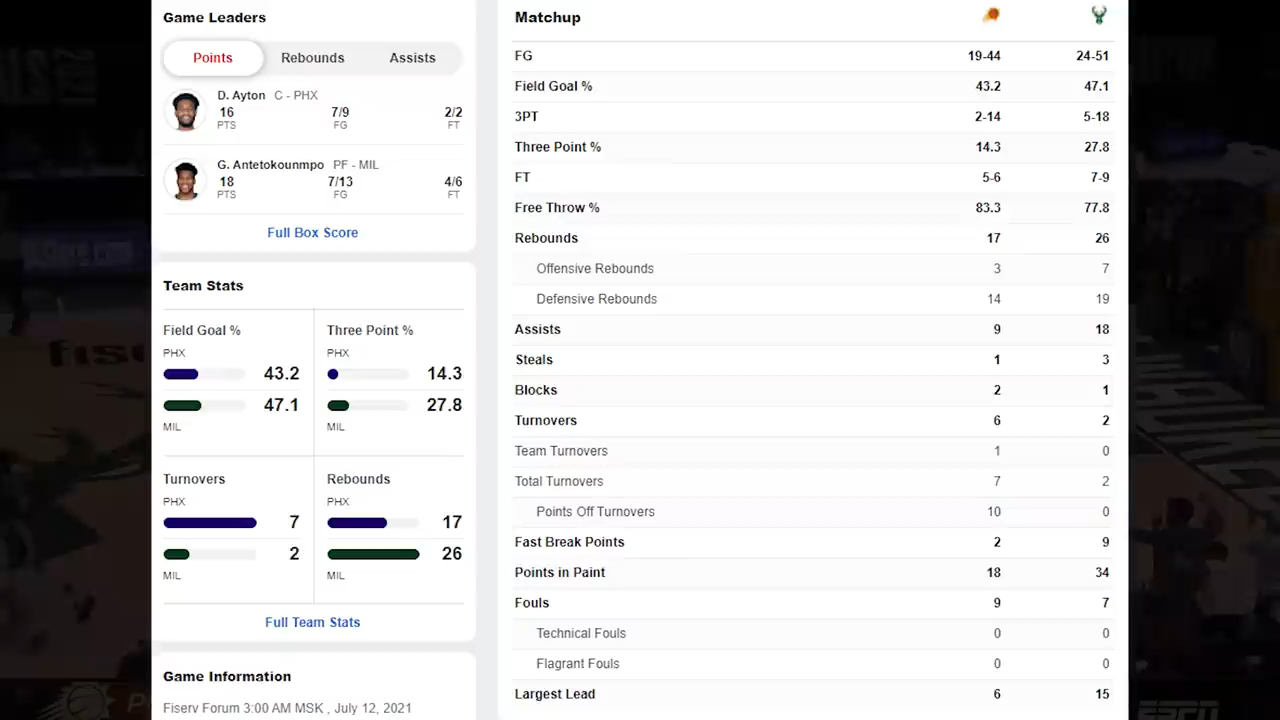 Game Leaders
Points Rebounds Assists
D. Ayton C - PHX
16 7/9 2/2
PTS FG FT
G. Antetokounmpo PF - MIL
18 7/13 4/6
PTS FG FT
Full Box Score
Team Stats
Field Goal % Three Point %
PHX PHX
43.2 14.3
47.1 27.8
MIL MIL
Turnovers Rebounds
PHX PHX
7 17
2 26
MIL MIL
Full Team Stats
Game Information
Fiserv Forum 3:00 AM MSK , July 12, 2021
Matchup
FG 19-44 24-51
Field Goal % 43.2 47.1
3PT 2-14 5-18
Three Point % 14.3 27.8
FT 5-6 7-9
Free Throw % 83.3 77.8
Rebounds 17 26
Offensive Rebounds 3 7
Defensive Rebounds 14 19
Assists 9 18
Steals 1 3
Blocks 2 1
Turnovers 6 2
Team Turnovers 1 0
Total Turnovers 7 2
Points Off Turnovers 10 0
Fast Break Points 2 9
Points in Paint 18 34
Fouls 9 7
Technical Fouls 0 0
Flagrant Fouls 0 0
Largest Lead 6 15
ESPN